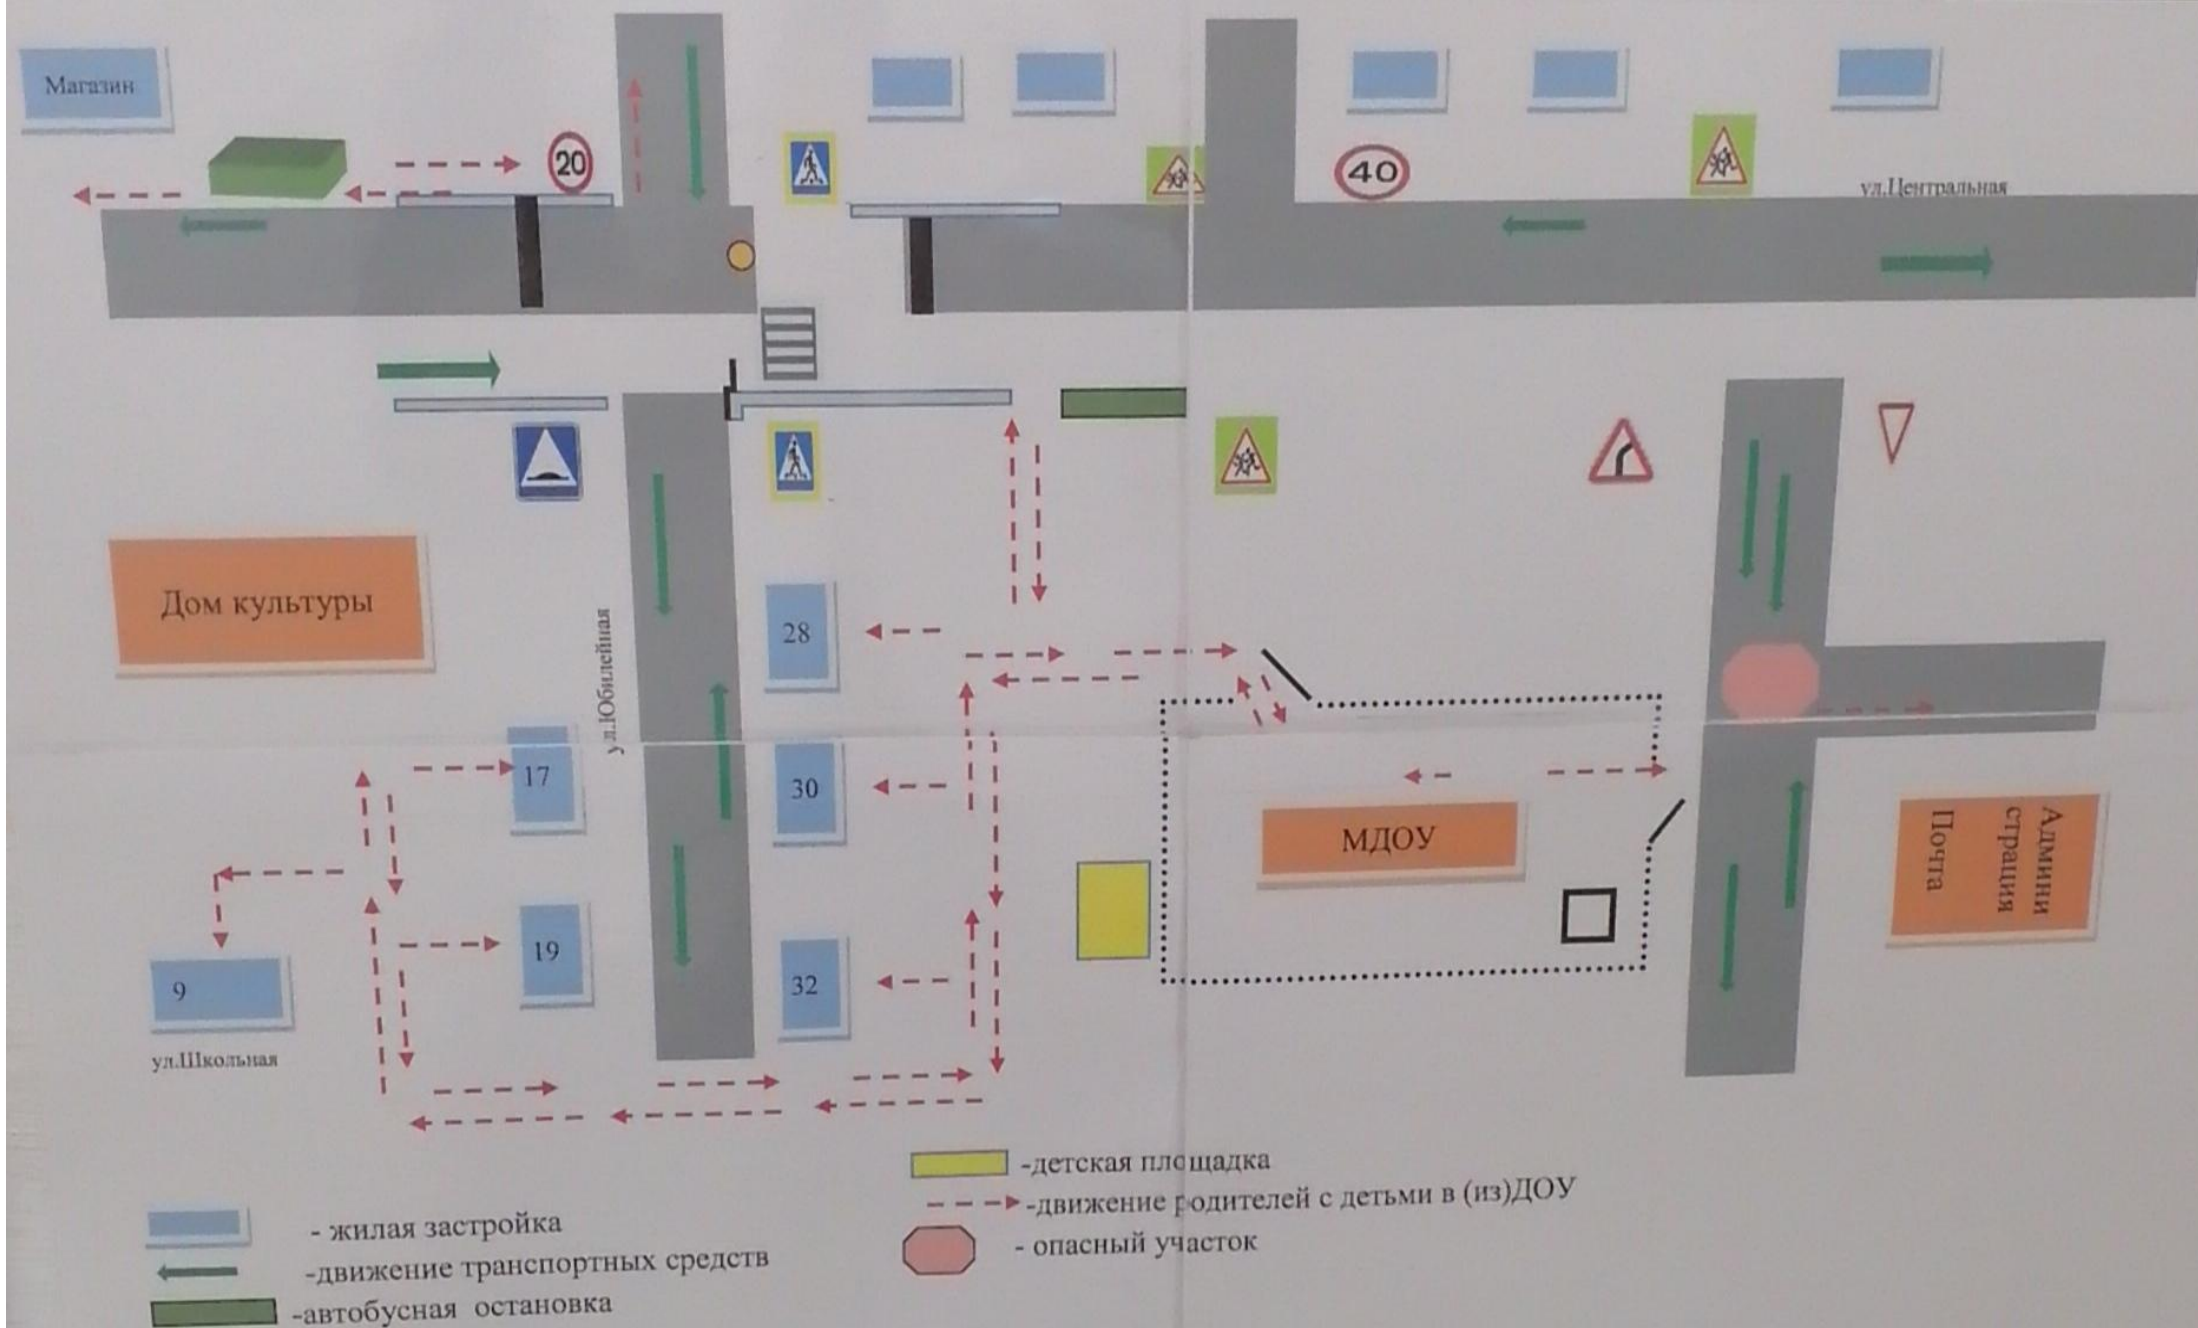 Магазин
20
40
ул.Центральная
Дом культуры
ул.Юбилейная
28
17
30
МДОУ
Админи
страция
Почта
19
32
9
ул.Школьная
-детская площадка
-движение родителей с детьми в (из)ДОУ
- опасный участок
- жилая застройка
-движение транспортных средств
-автобусная остановка